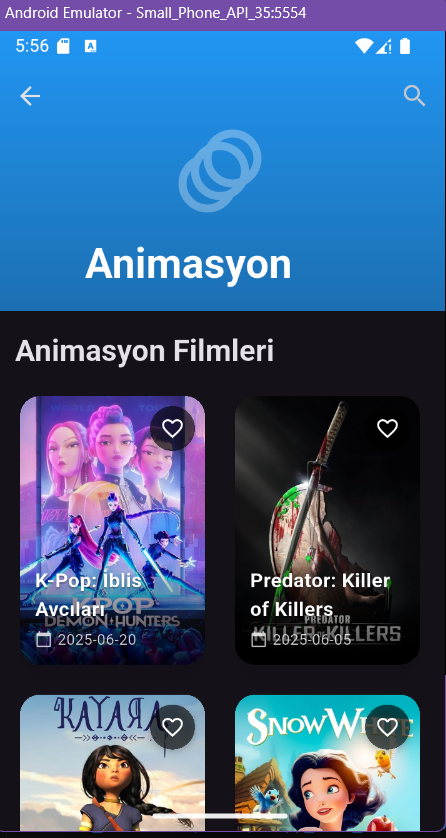 Android Emulator - Small_Phone_API_35:5554
5:56
Animasyon
Animasyon Filmleri
K-Pop: İblis
Avcıları
KPOP
DEMON HUNTERS
2025-06-20
Predator: Killer
of Killers
PREDATOR
KILLER OF KILLERS
2025-06-05
KAYARA
SNOW WHITE